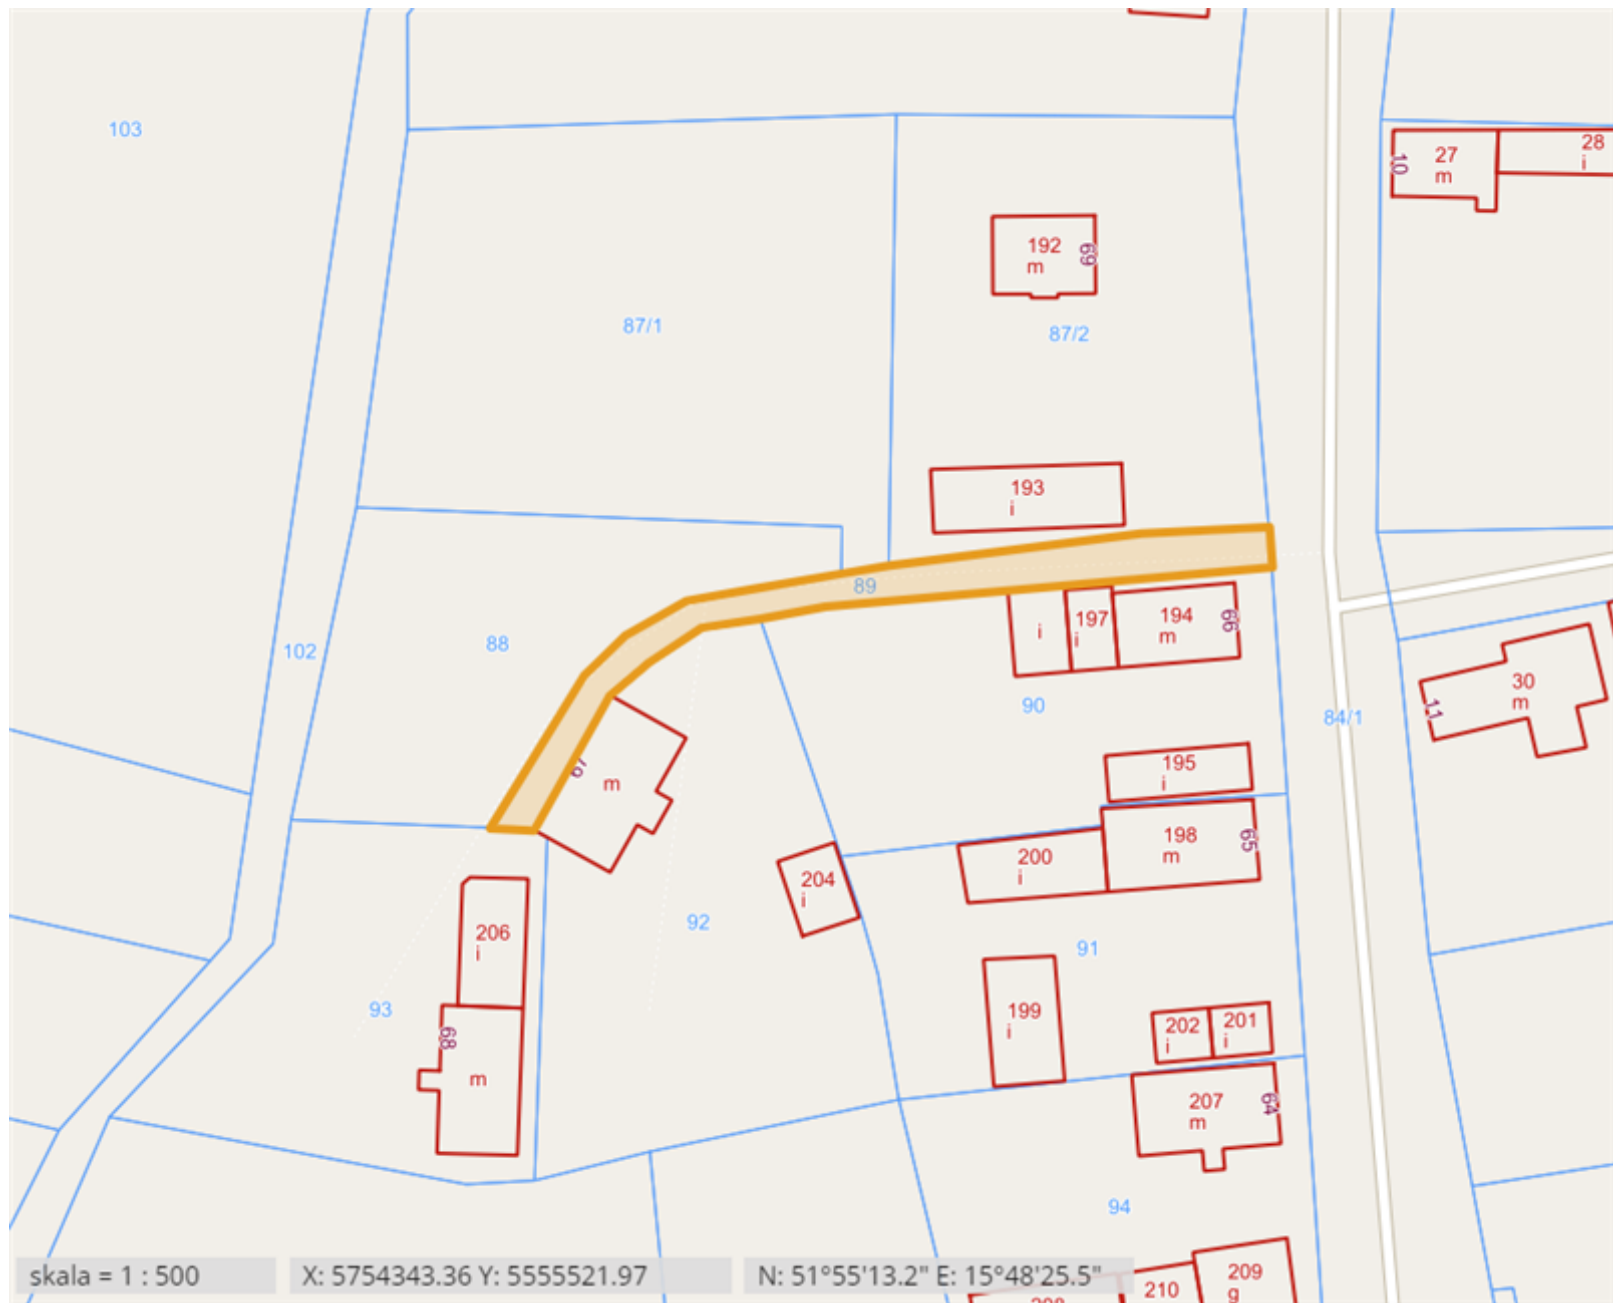 103
10
27
m
28
i
192
m
69
87/1
87/2
193
i
89
88
102
i
197
i
194
m
66
90
30
m
11
84/1
67
m
195
i
198
m
65
200
i
204
i
92
91
206
i
93
199
i
202
i
201
i
68
m
207
m
64
94
209
g
210
208
skala = 1 : 500
X: 5754343.36 Y: 5555521.97
N: 51°55'13.2" E: 15°48'25.5"